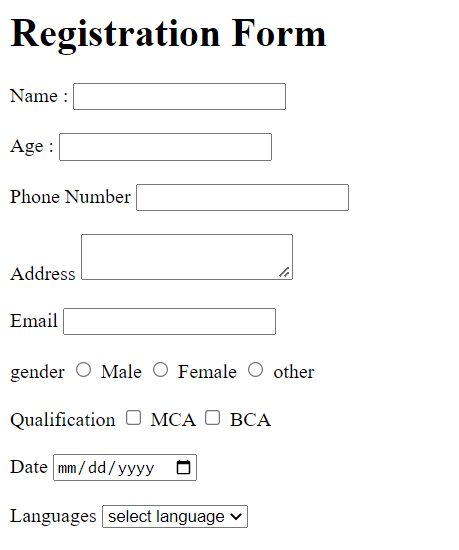 Registration Form
Name :
Age :
Phone Number
Address
Email
gender Male Female other
Qualification MCA BCA
Date mm/dd/yyyy
Languages select language